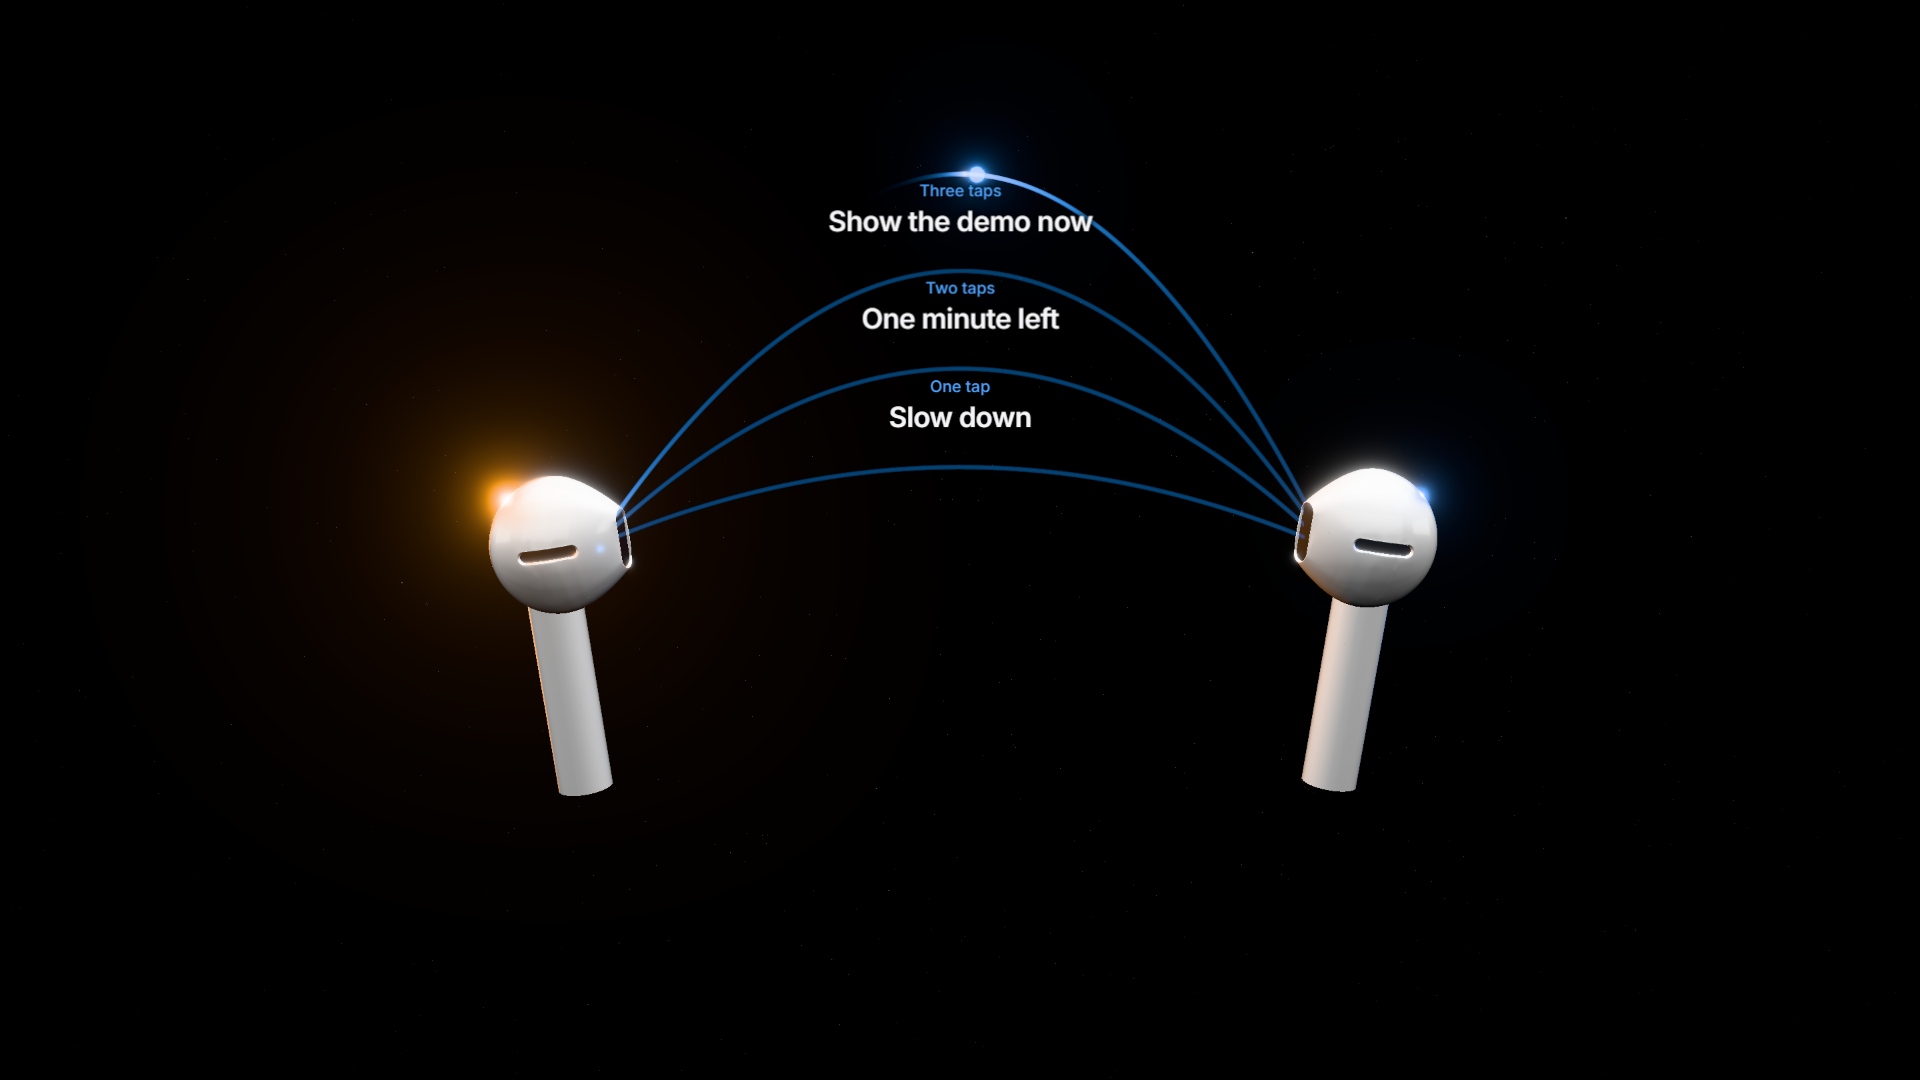 Three taps
Show the demo now
Two taps
One minute left
One tap
Slow down